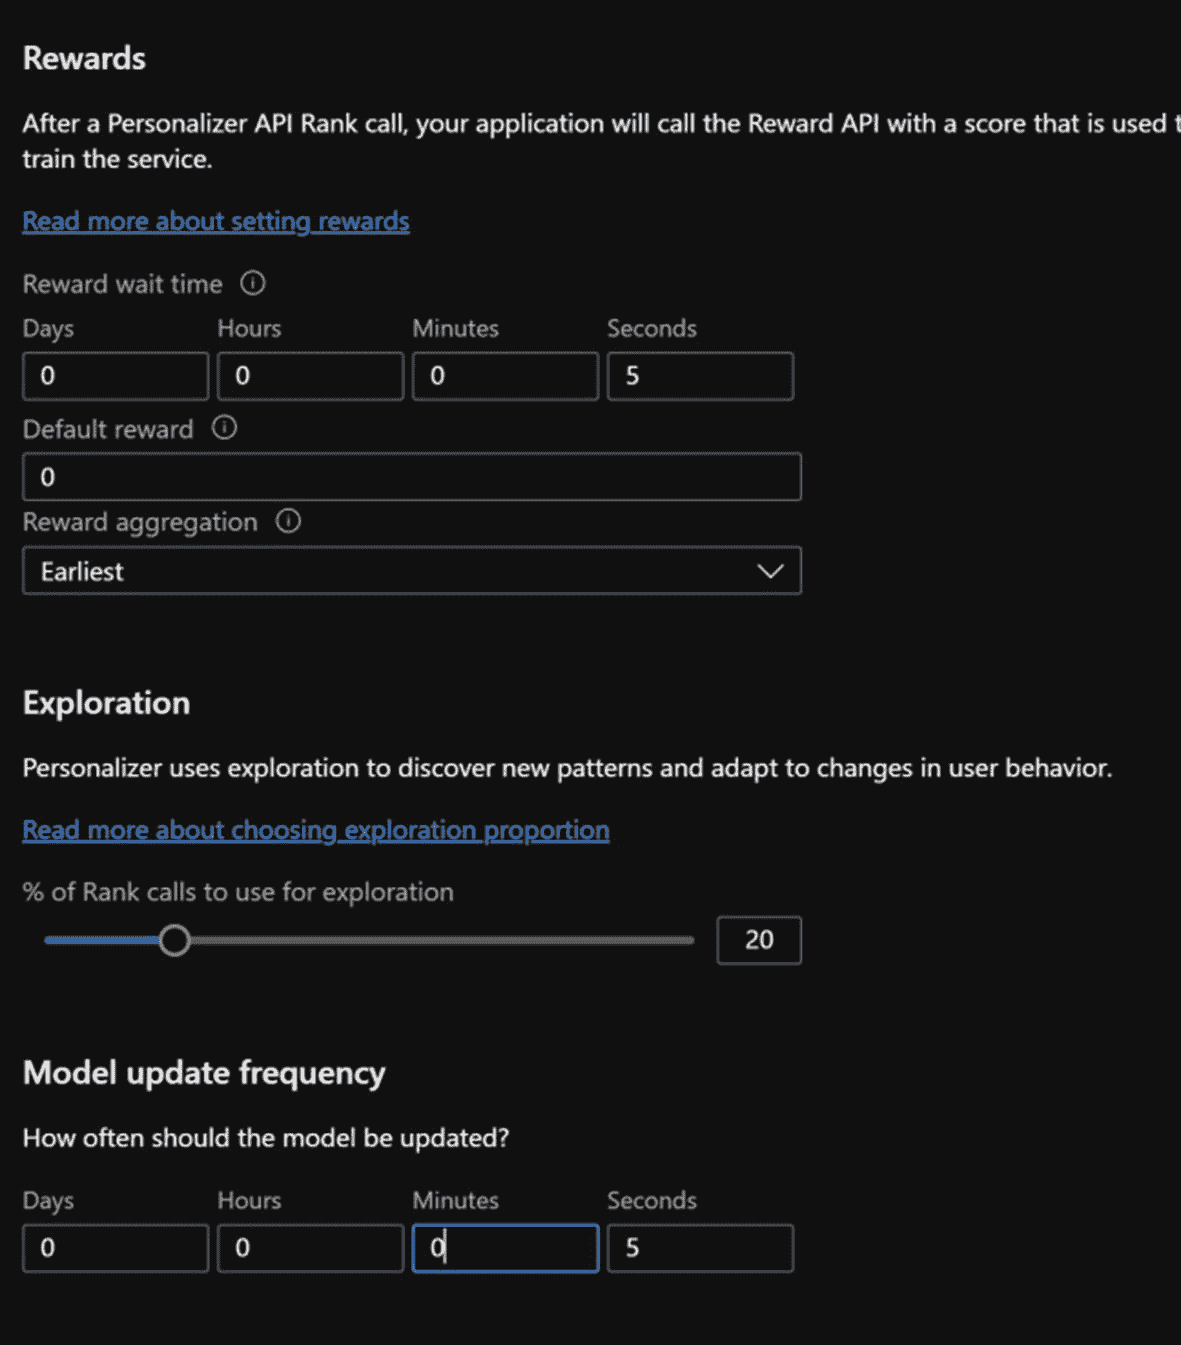 Rewards
After a Personalizer API Rank call, your application will call the Reward API with a score that is used
train the service.
Read more about setting rewards
Reward wait time
Days Hours Minutes Seconds
0 0 0 5
Default reward
0
Reward aggregation
Earliest
Exploration
Personalizer uses exploration to discover new patterns and adapt to changes in user behavior.
Read more about choosing exploration proportion
% of Rank calls to use for exploration
20
Model update frequency
How often should the model be updated?
Days Hours Minutes Seconds
0 0 0 5